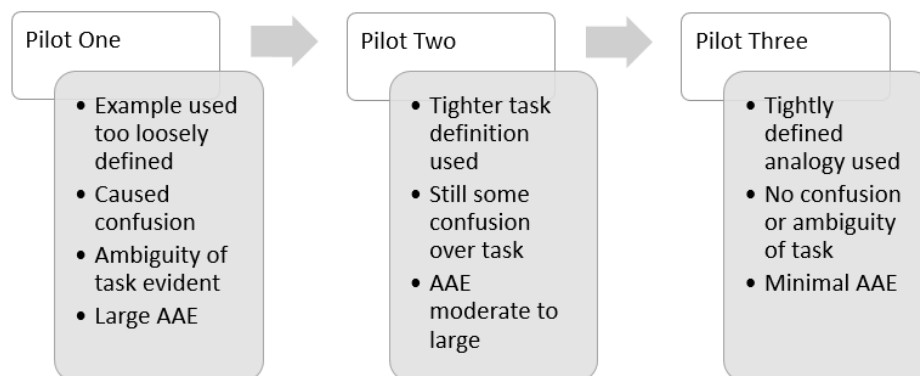 Pilot One
• Example used
too loosely
defined
• Caused
confusion
• Ambiguity of
task evident
• Large AAE
Pilot Two
• Tighter task
definition
used
• Still some
confusion
over task
• AAE
moderate to
large
Pilot Three
• Tightly
defined
analogy used
• No confusion
or ambiguity
of task
• Minimal AAE